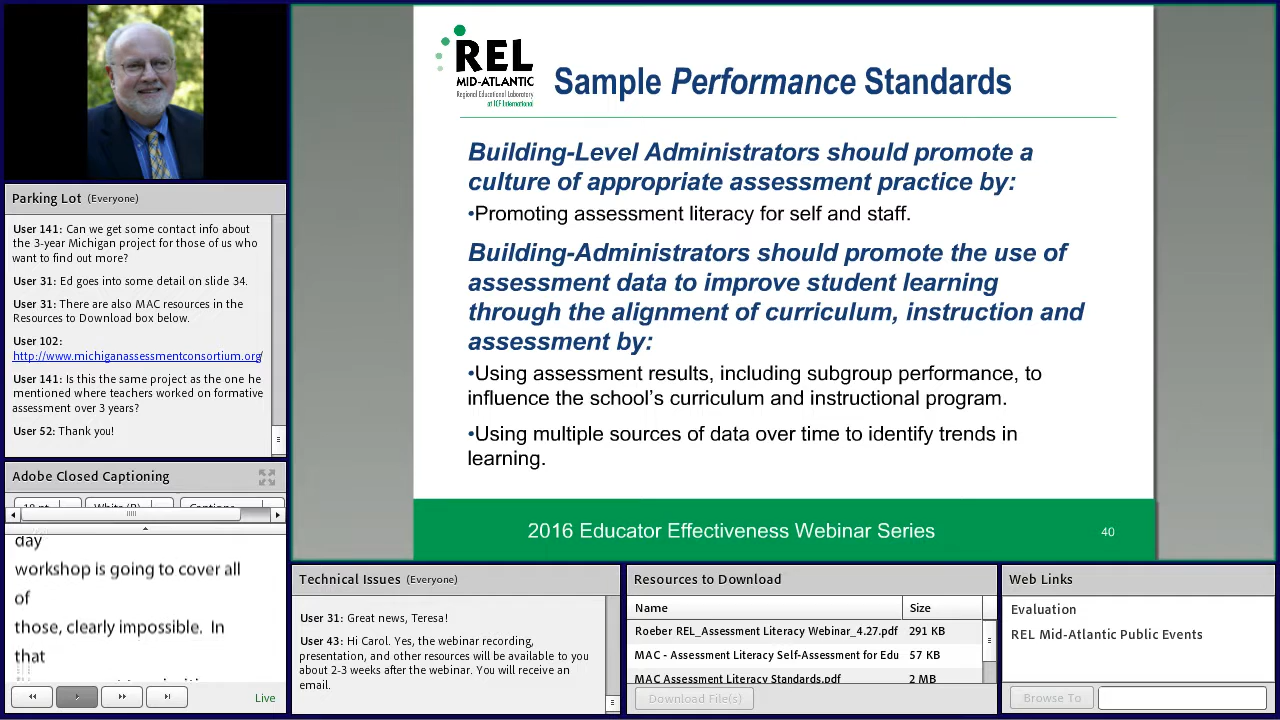 REL
MID-ATLANTIC
Regional Educational Laboratory
at ICF International
Sample Performance Standards
Building-Level Administrators should promote a
culture of appropriate assessment practice by:
•Promoting assessment literacy for self and staff.
Building-Administrators should promote the use of
assessment data to improve student learning
through the alignment of curriculum, instruction and
assessment by:
•Using assessment results, including subgroup performance, to
influence the school’s curriculum and instructional program.
•Using multiple sources of data over time to identify trends in
learning.
2016 Educator Effectiveness Webinar Series
40
Parking Lot (Everyone)
User 141: Can we get some contact info about
the 3-year Michigan project for those of us who
want to find out more?
User 31: Ed goes into some detail on slide 34.
User 31: There are also MAC resources in the
Resources to Download box below.
User 102:
http://www.michiganassessmentconsortium.org/
User 141: Is this the same project as the one he
mentioned where teachers worked on formative
assessment over 3 years?
User 52: Thank you!
Adobe Closed Captioning
day
workshop is going to cover all
of
those, clearly impossible. In
that
Live
Technical Issues (Everyone)
User 31: Great news, Teresa!
User 43: Hi Carol. Yes, the webinar recording,
presentation, and other resources will be available to you
about 2-3 weeks after the webinar. You will receive an
email.
Resources to Download
Name Size
Roeber REL_Assessment Literacy Webinar_4.27.pdf 291 KB
MAC - Assessment Literacy Self-Assessment for Edu 57 KB
MAC Assessment Literacy Standards.pdf 2 MB
Download File(s)
Web Links
Evaluation
REL Mid-Atlantic Public Events
Browse To